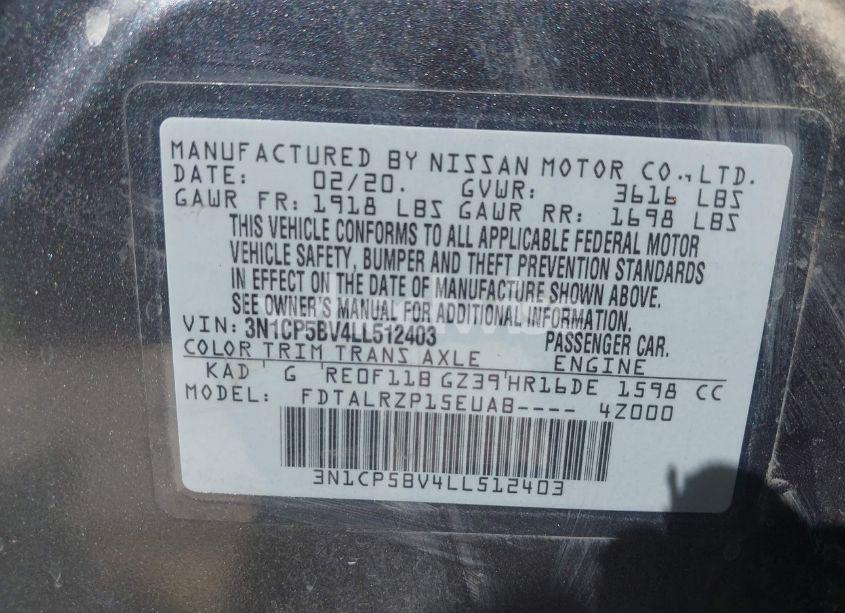 MANUFACTURED BY NISSAN MOTOR CO.,LTD.
DATE: 02/20. GVWR: 3616 LBS
GAWR FR: 1918 LBS GAWR RR: 1698 LBS
THIS VEHICLE CONFORMS TO ALL APPLICABLE FEDERAL MOTOR
VEHICLE SAFETY, BUMPER AND THEFT PREVENTION STANDARDS
IN EFFECT ON THE DATE OF MANUFACTURE SHOWN ABOVE.
SEE OWNER'S MANUAL FOR ADDITIONAL INFORMATION.
VIN: 3N1CP5BV4LL512403 PASSENGER CAR.
COLOR TRIM TRANS AXLE ENGINE
KAD G 'RE0F11B GZ39'HR16DE 1598 CC
MODEL: FDTALRZP15EUAB---- 4Z000
3N1CP5BV4LL512403